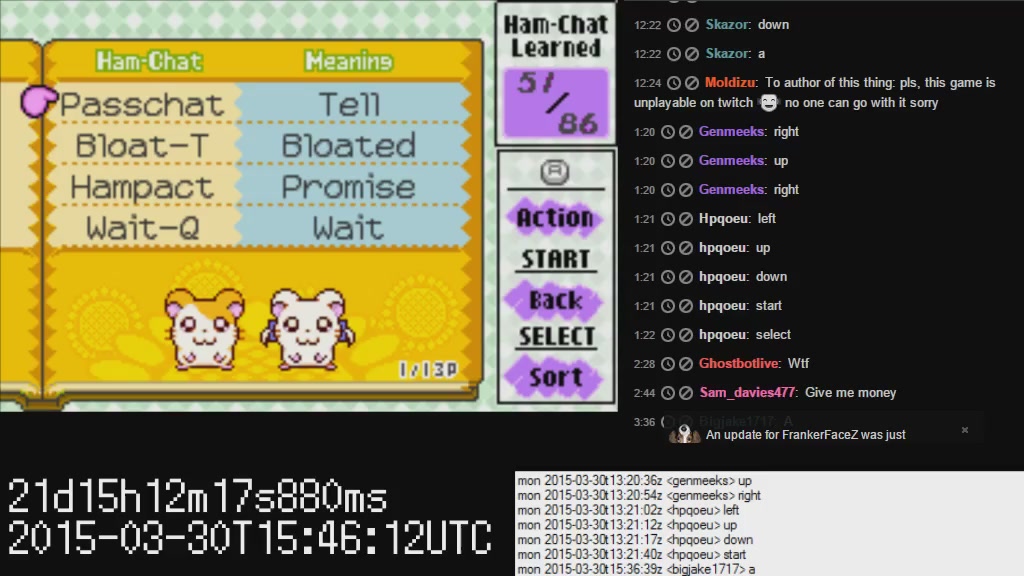 Ham-Chat Meaning
Passchat Tell
Bloat-T Bloated
Hampact Promise
Wait-Q Wait
1/13P
Ham-Chat
Learned
51/86
R
Action
START
Back
SELECT
Sort
12:22 Skazor: down
12:22 Skazor: a
12:24 Moldizu: To author of this thing: pls, this game is
unplayable on twitch no one can go with it sorry
1:20 Genmeeks: right
1:20 Genmeeks: up
1:20 Genmeeks: right
1:21 Hpqoeu: left
1:21 hpqoeu: up
1:21 hpqoeu: down
1:21 hpqoeu: start
1:22 hpqoeu: select
2:28 Ghostbotlive: Wtf
2:44 Sam_davies477: Give me money
3:36 Bigjake1717: A
An update for FrankerFaceZ was just
21d15h12m17s880ms
2015-03-30T15:46:12UTC
mon 2015-03-30t13:20:36z <genmeeks> up
mon 2015-03-30t13:20:54z <genmeeks> right
mon 2015-03-30t13:21:02z <hpqoeu> left
mon 2015-03-30t13:21:12z <hpqoeu> up
mon 2015-03-30t13:21:17z <hpqoeu> down
mon 2015-03-30t13:21:40z <hpqoeu> start
mon 2015-03-30t15:36:39z <bigjake1717> a